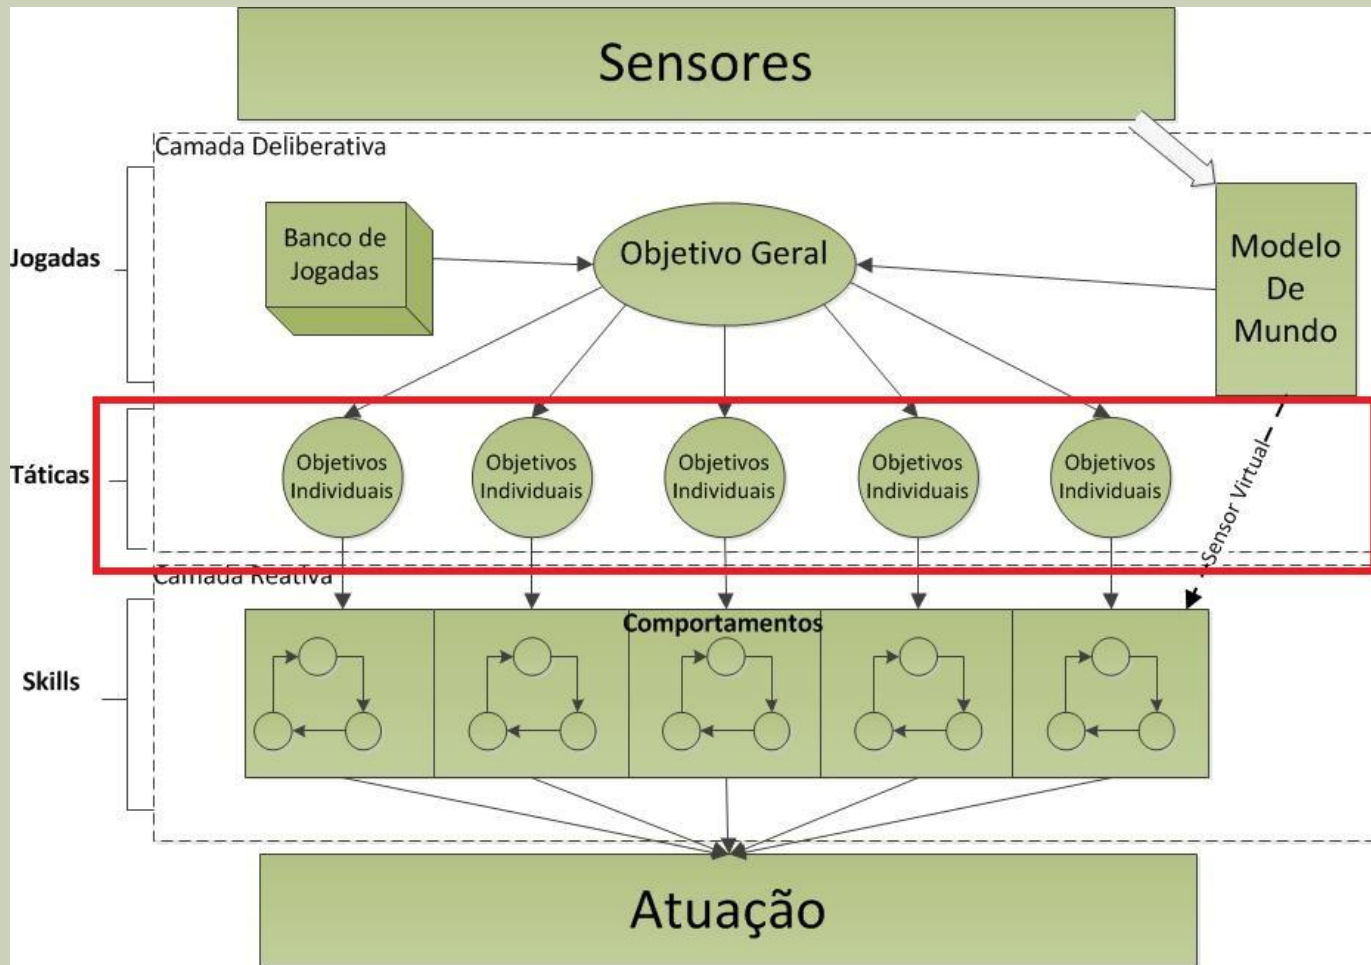 Sensores
Camada Deliberativa
Jogadas
Banco de
Jogadas
Objetivo Geral
Modelo
De
Mundo
Táticas
Objetivos
Individuais
Objetivos
Individuais
Objetivos
Individuais
Objetivos
Individuais
Objetivos
Individuais
Sensor Virtual
Camada Reativa
Skills
Comportamentos
Atuação